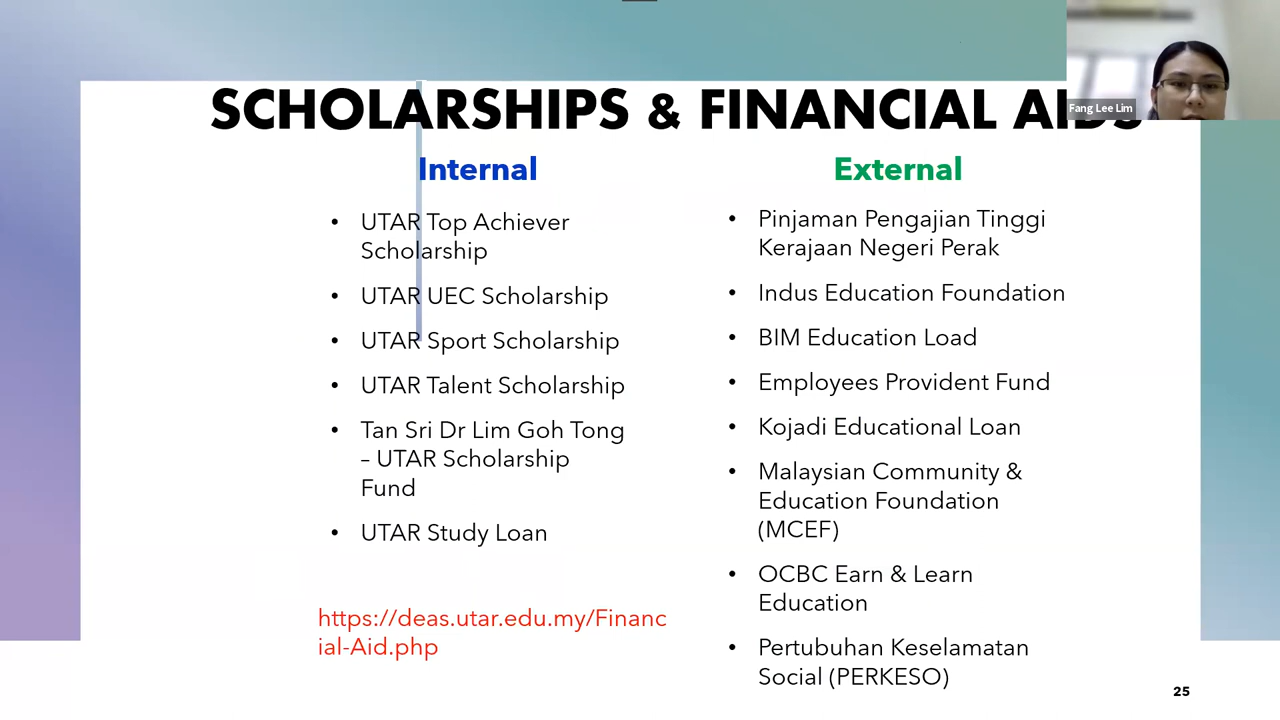 SCHOLARSHIPS & FINANCIAL AIDS
Fang Lee Lim
Internal
• UTAR Top Achiever
Scholarship
• UTAR UEC Scholarship
• UTAR Sport Scholarship
• UTAR Talent Scholarship
• Tan Sri Dr Lim Goh Tong
– UTAR Scholarship
Fund
• UTAR Study Loan
https://deas.utar.edu.my/Financ
ial-Aid.php
External
• Pinjaman Pengajian Tinggi
Kerajaan Negeri Perak
• Indus Education Foundation
• BIM Education Load
• Employees Provident Fund
• Kojadi Educational Loan
• Malaysian Community &
Education Foundation
(MCEF)
• OCBC Earn & Learn
Education
• Pertubuhan Keselamatan
Social (PERKESO)
25